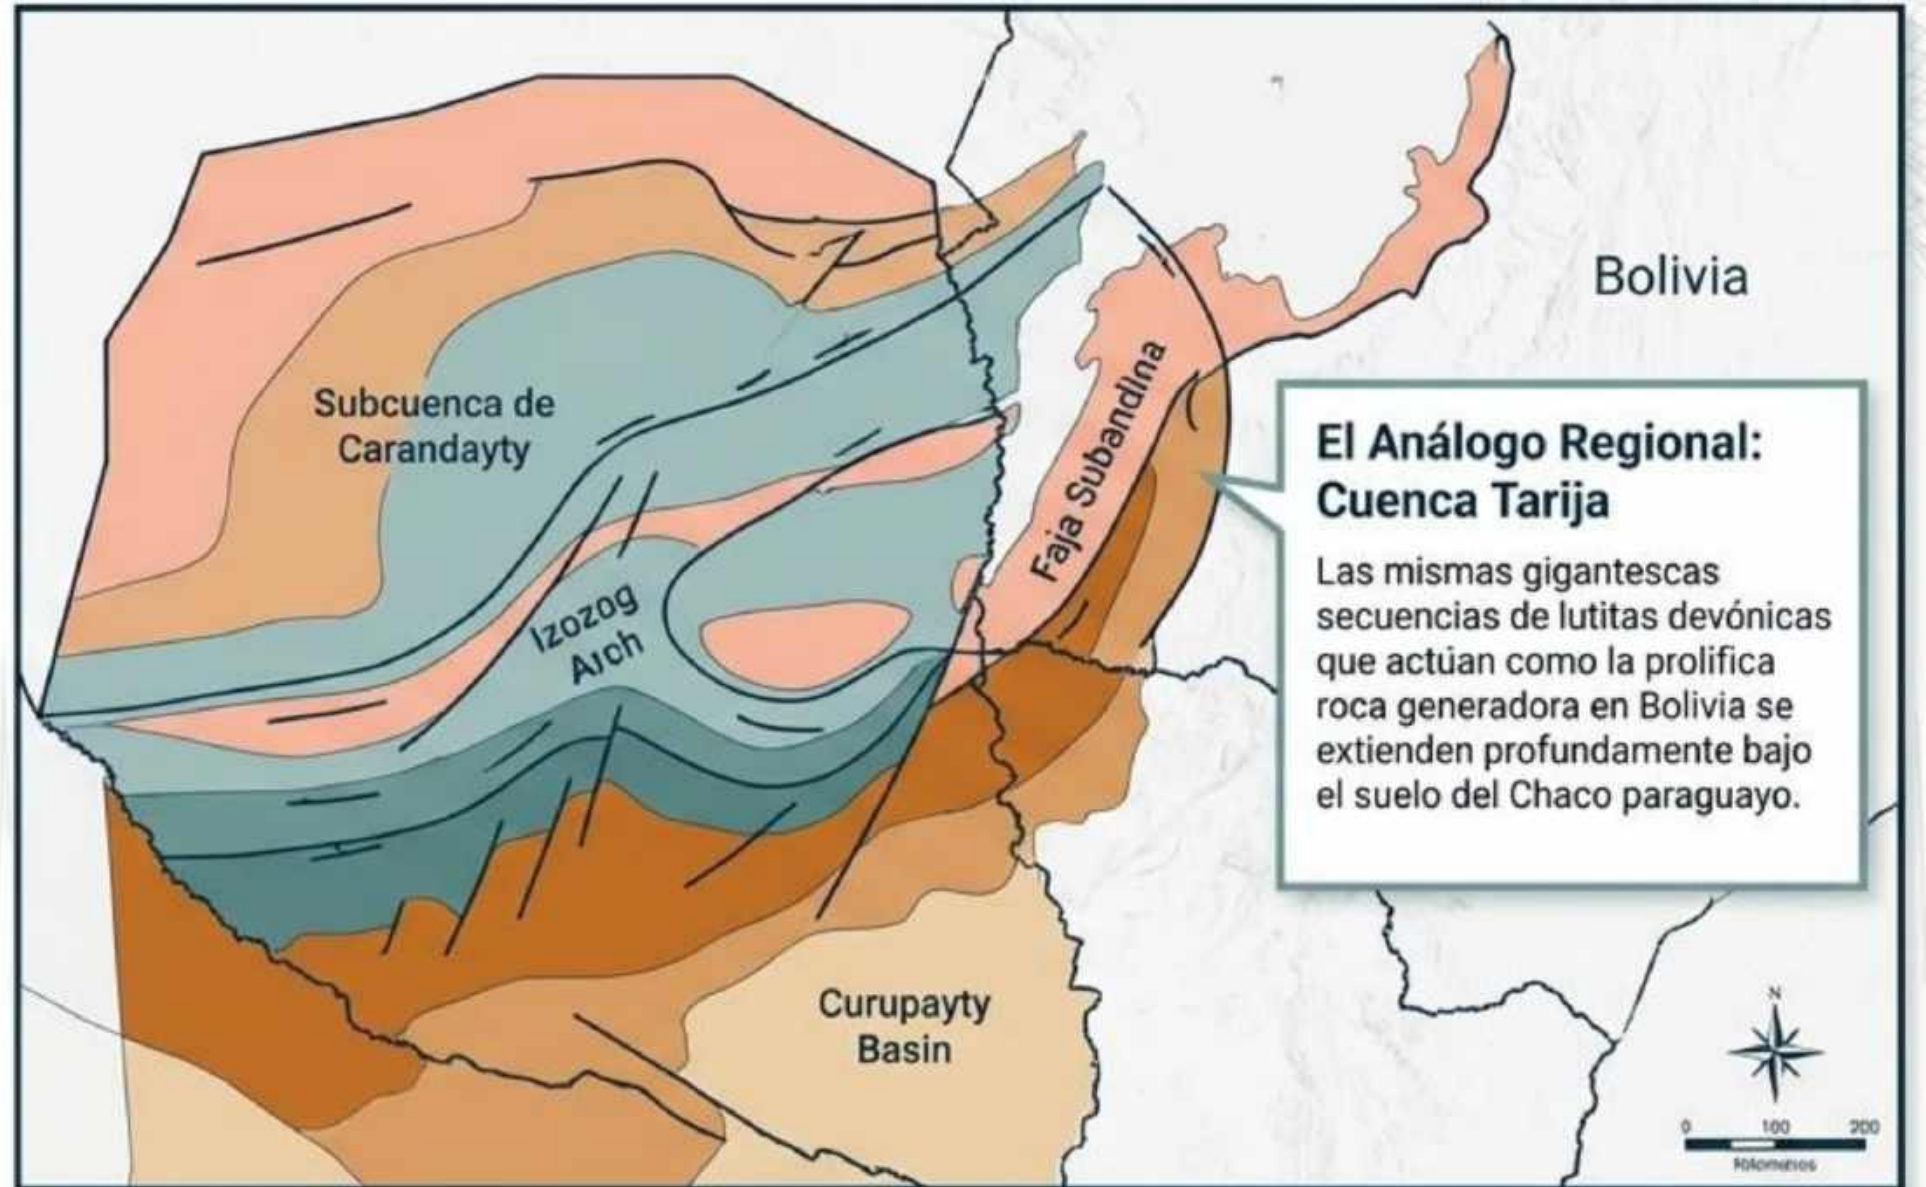 Bolivia
Subcuenca de
Carandayty
Faja Subandina
El Análogo Regional:
Cuenca Tarija
Las mismas gigantescas
secuencias de lutitas devónicas
que actúan como la prolifica
roca generadora en Bolivia se
extienden profundamente bajo
el suelo del Chaco paraguayo.
Izozog
Arch
Curupayty
Basin
N
0 100 200